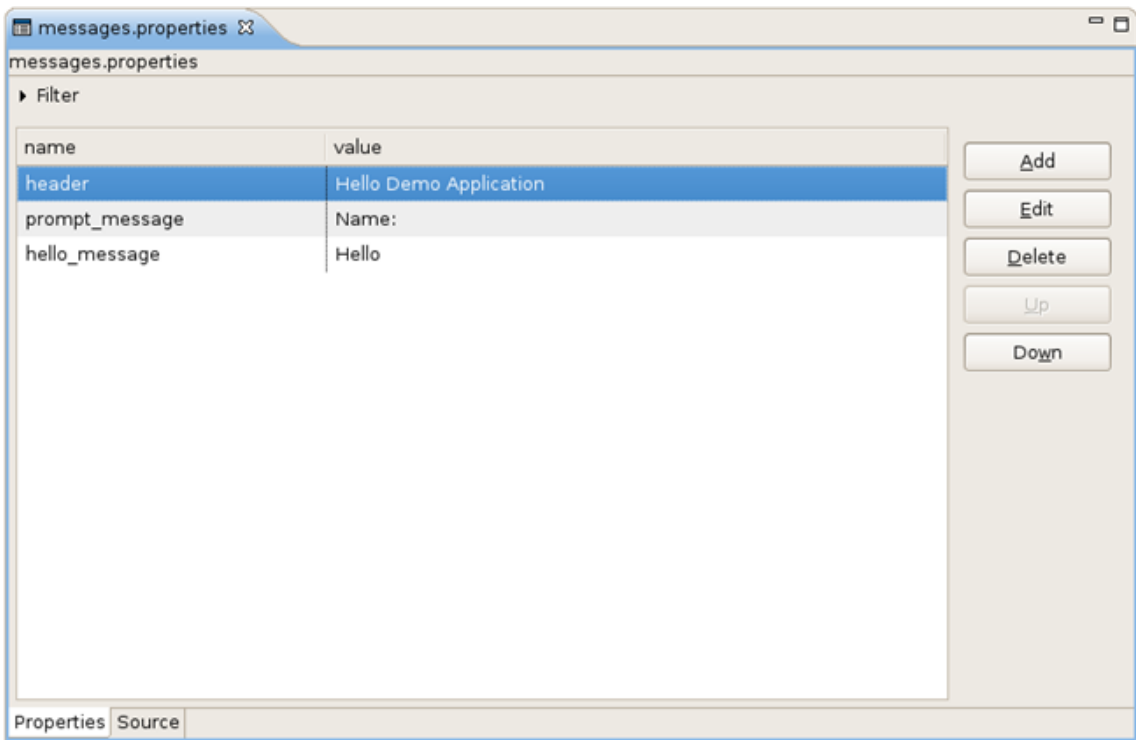 messages.properties
messages.properties
Filter
name value
header Hello Demo Application
prompt_message Name:
hello_message Hello
Add
Edit
Delete
Up
Down
Properties Source